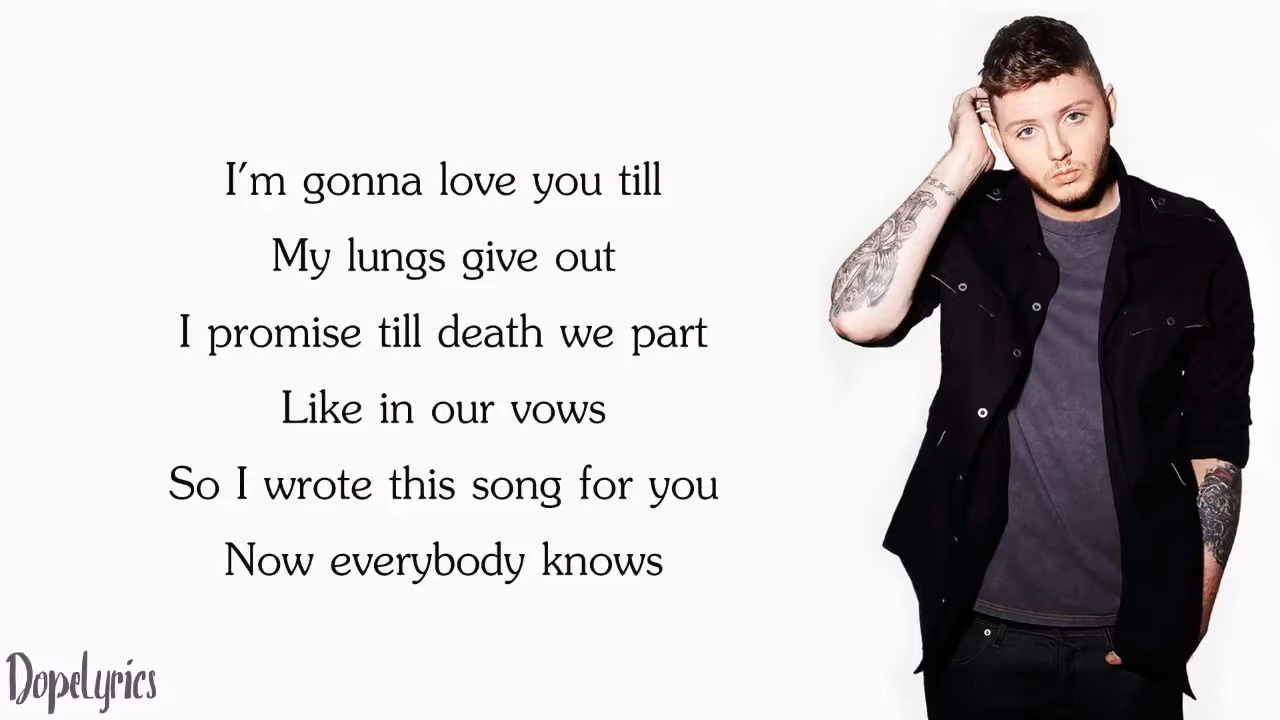 I'm gonna love you till
My lungs give out
I promise till death we part
Like in our vows
So I wrote this song for you
Now everybody knows
DopeLyrics